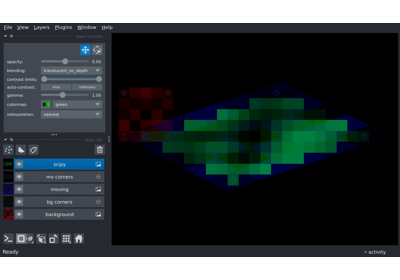 File View Layers Plugins Window Help
opacity: 0.50
blending: translucent_no_depth
contrast limits:
auto-contrast: once continuous
gamma: 1.00
colormap: green
interpolation: nearest
scipy
mv corners
moving
bg corners
background
Ready
activity